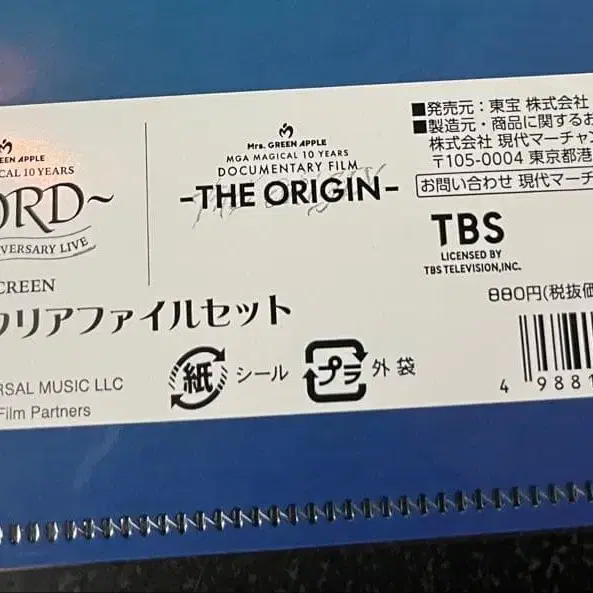 EEN APPLE
CAL 10 YEARS
ORD~
VERSARY LIVE
CREEN
Mrs. GREEN APPLE
MGA MAGICAL 10 YEARS
DOCUMENTARY FILM
-THE ORIGIN-
■発売元:東宝 株式会社
■製造元・商品に関するお
株式会社 現代マーチャン
〒105-0004 東京都港
お問い合わせ 現代マーチ
TBS
LICENSED BY
TBS TELEVISION,INC.
クリアファイルセット
880円(税抜価
紙 シール
プラ 外袋
RSAL MUSIC LLC
Film Partners
4 9881